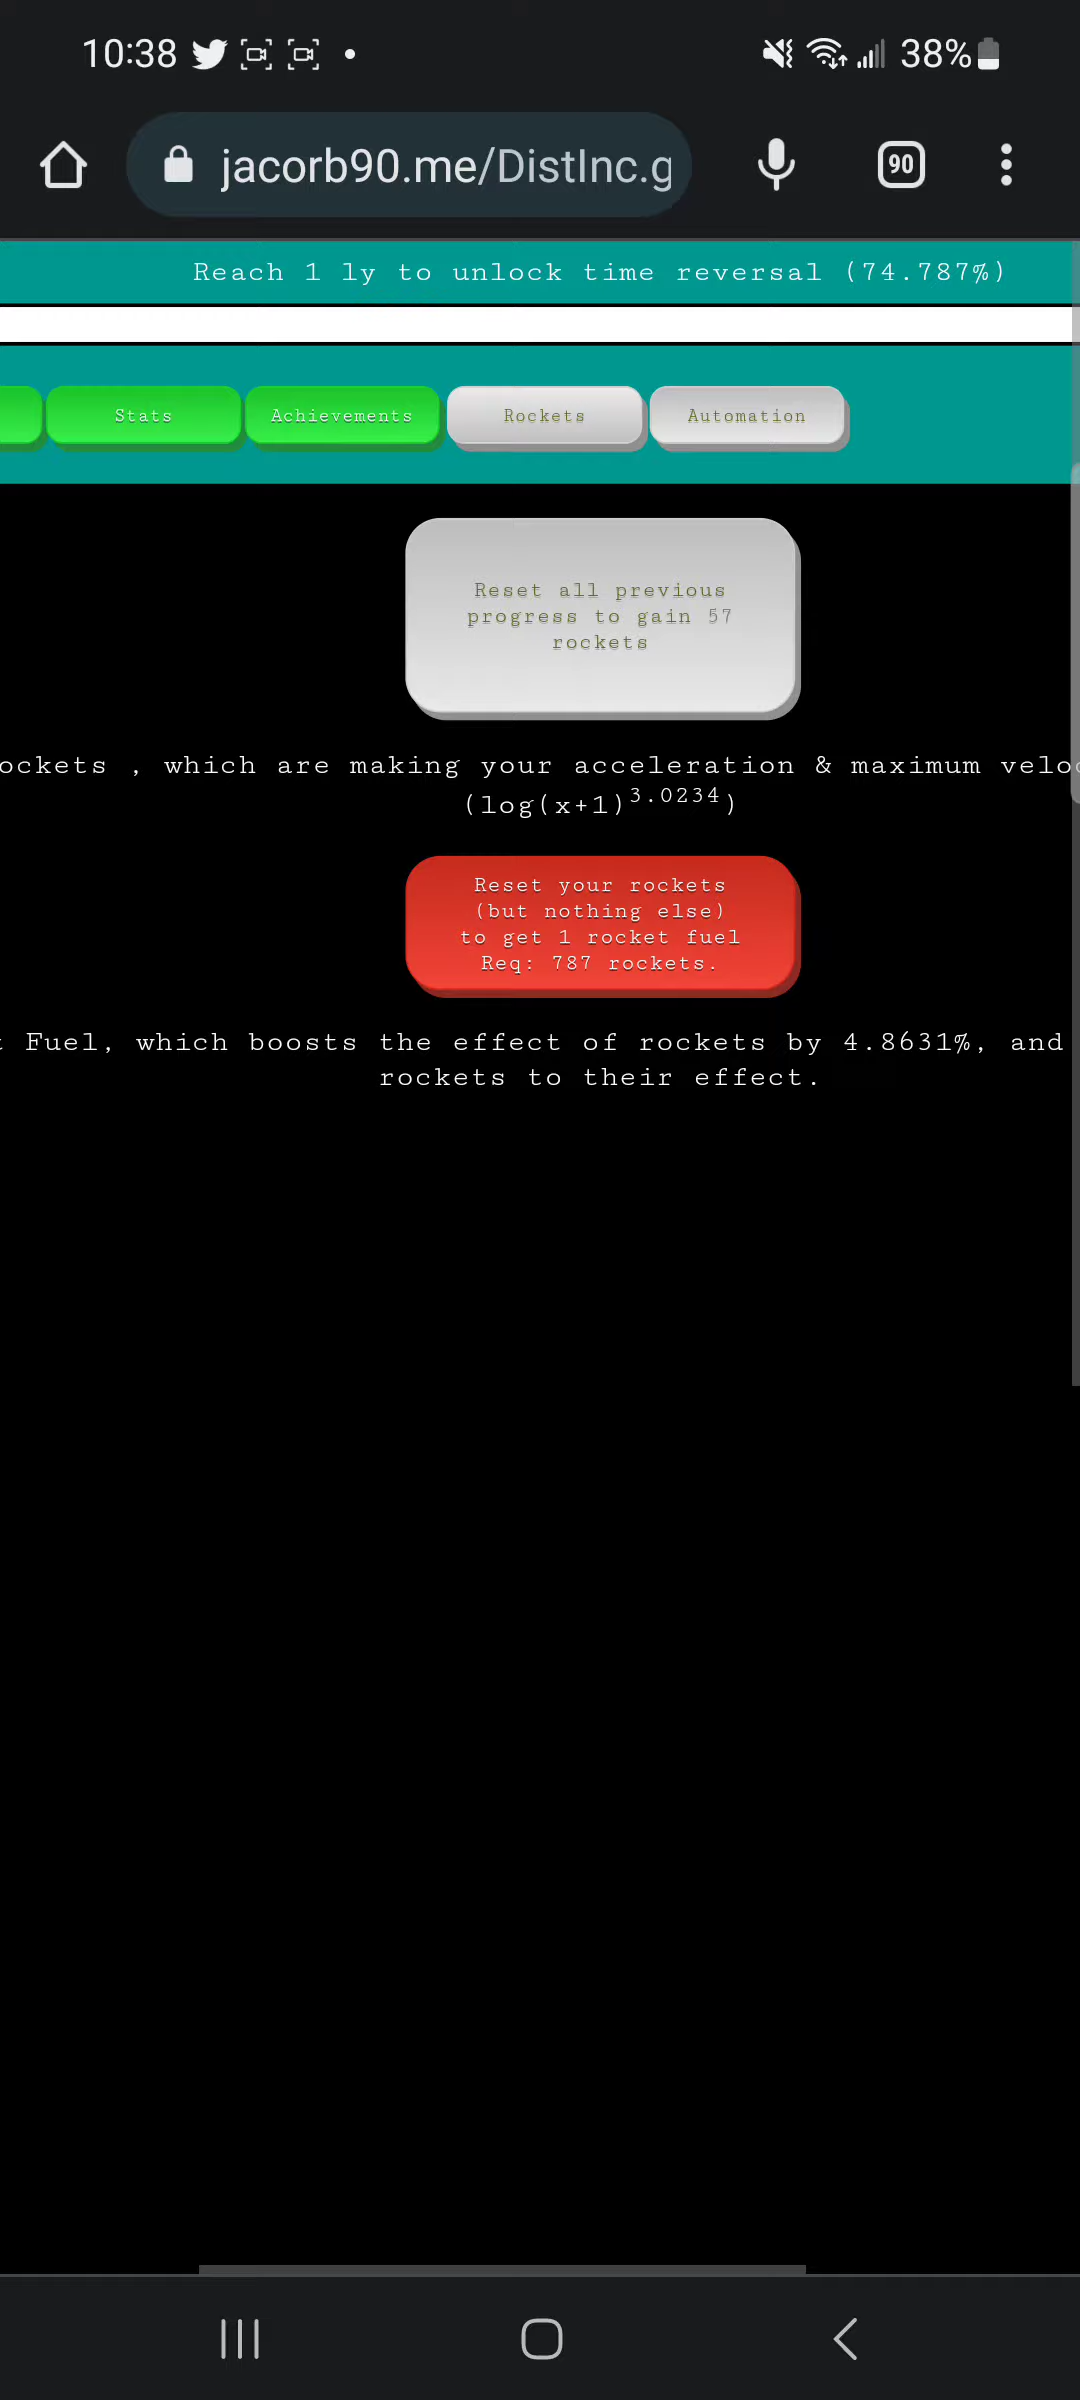 10:38
38%
jacorb90.me/DistInc.g
90
Reach 1 ly to unlock time reversal (74.787%)
Stats
Achievements
Rockets
Automation
Reset all previous
progress to gain 57
rockets
ockets , which are making your acceleration & maximum velo
(log(x+1)^3.0234)
Reset your rockets
(but nothing else)
to get 1 rocket fuel
Req: 787 rockets.
t Fuel, which boosts the effect of rockets by 4.8631%, and
rockets to their effect.